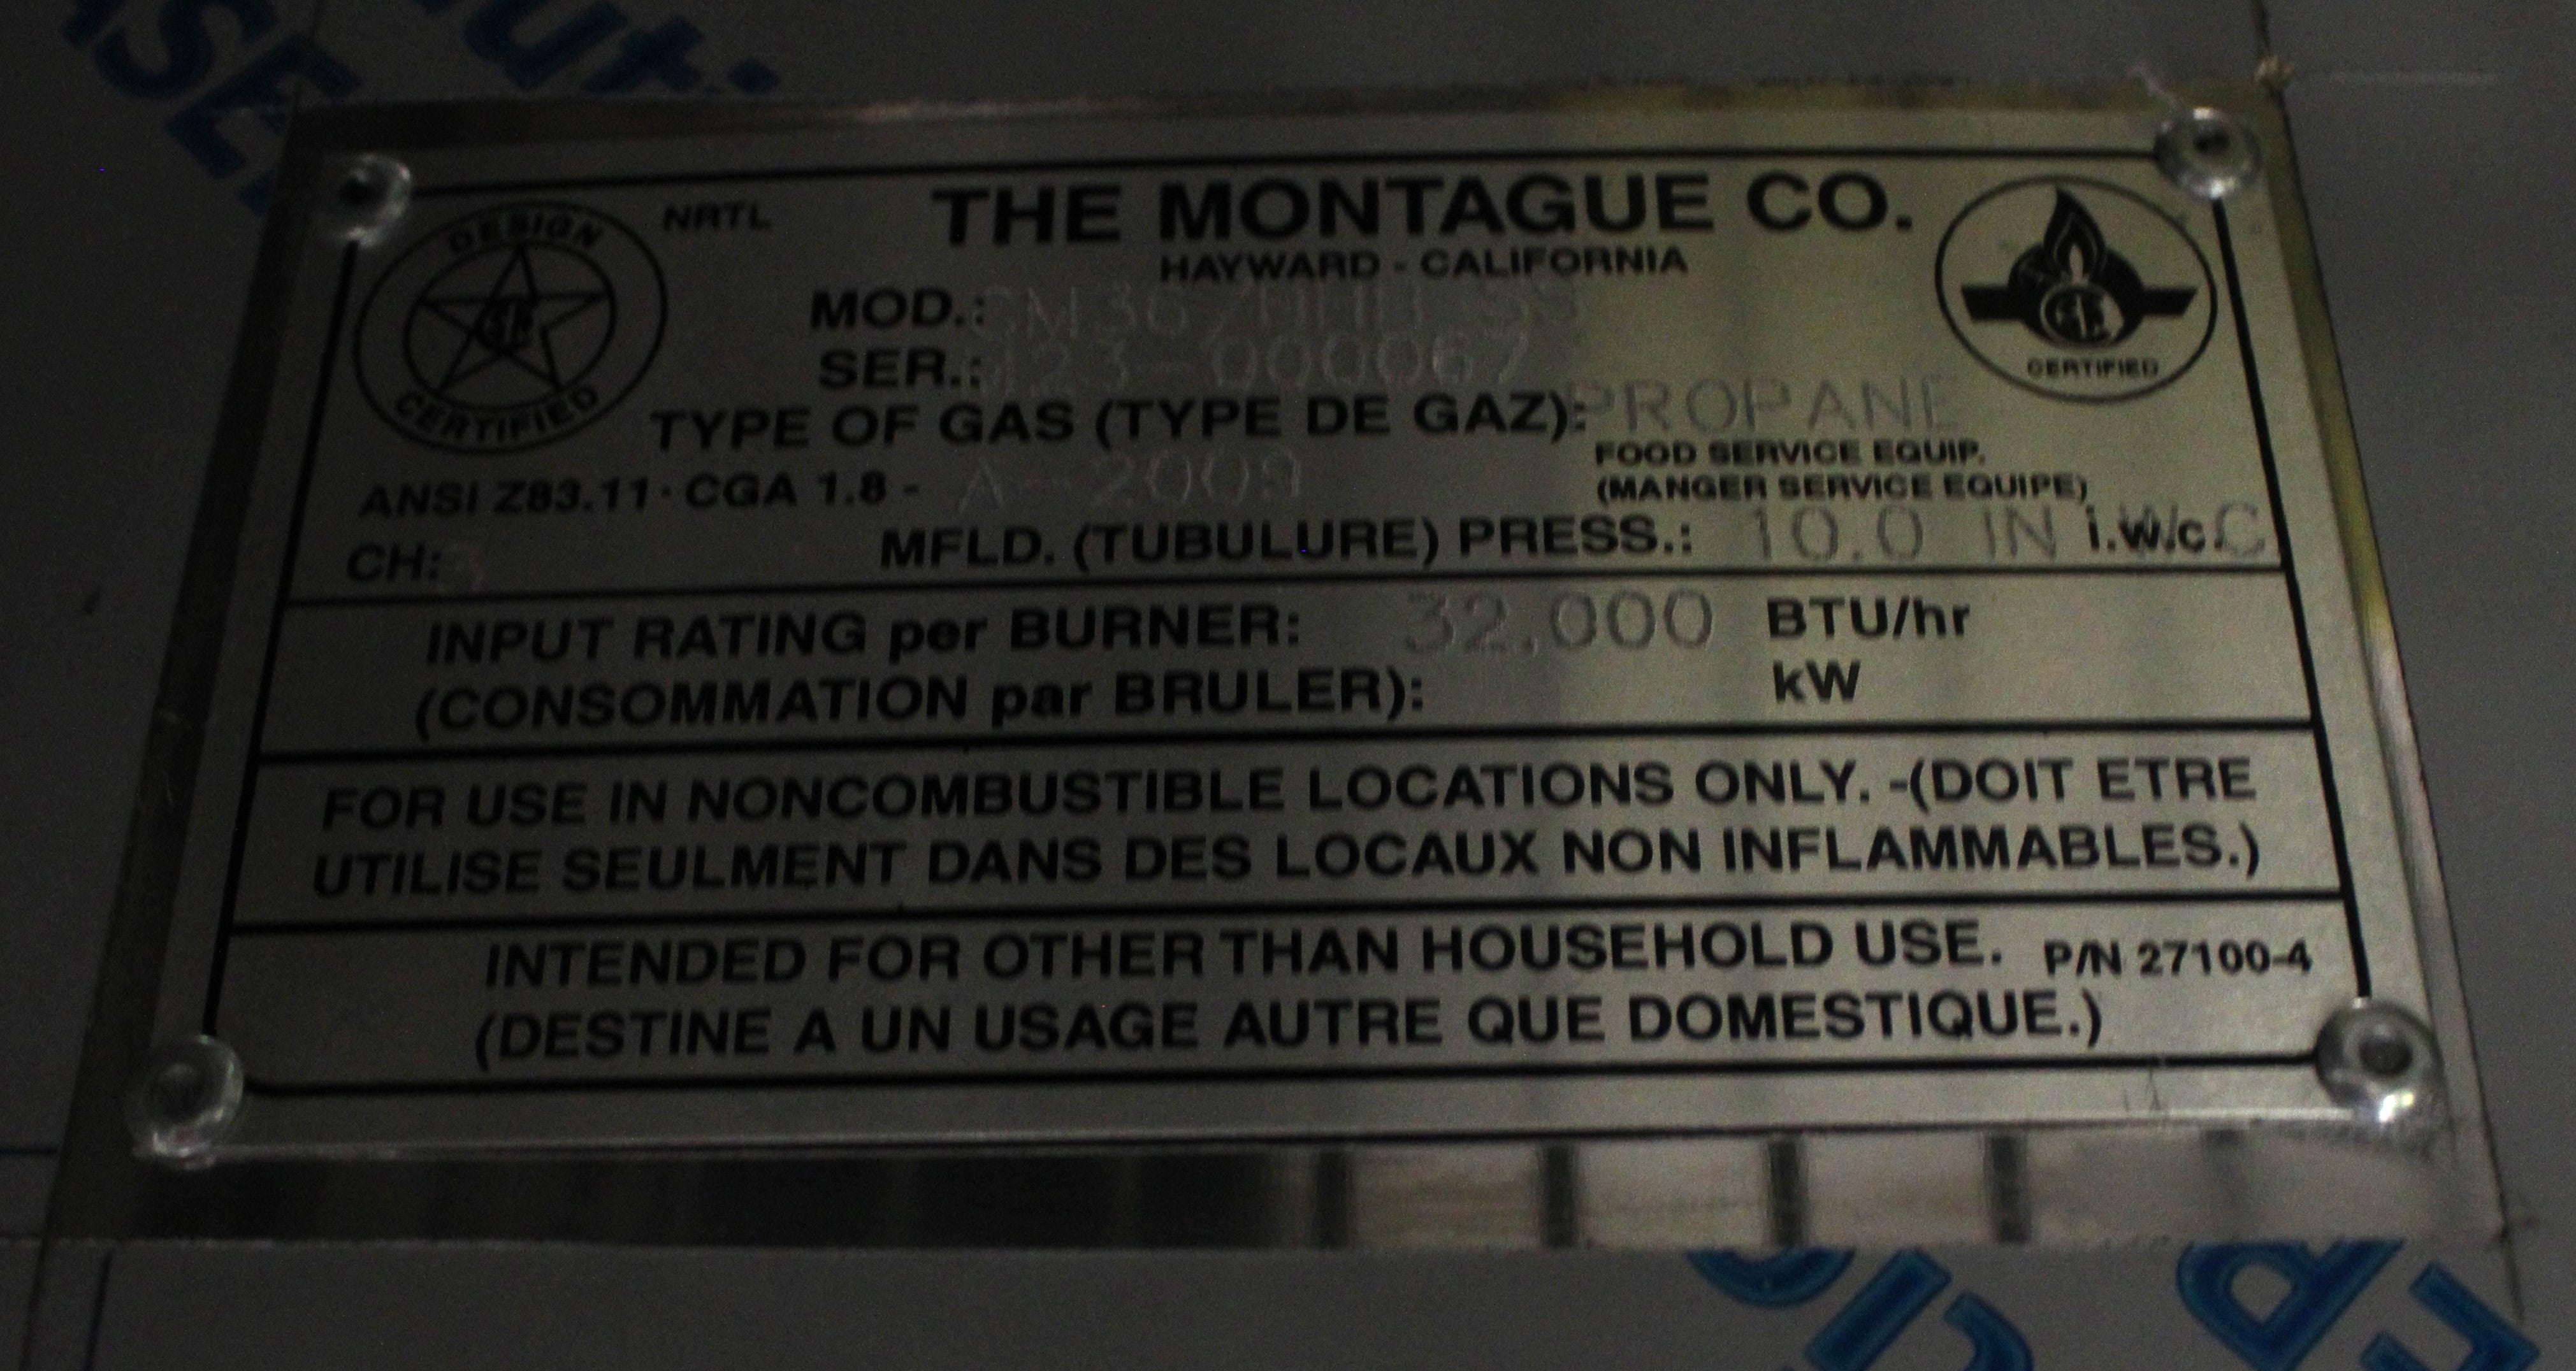 DESIGN
CERTIFIED
NRTL
THE MONTAGUE CO.
HAYWARD - CALIFORNIA
MOD.:
SER.: 123-000067
TYPE OF GAS (TYPE DE GAZ): PROPANE
CERTIFIED
FOOD SERVICE EQUIP.
(MANGER SERVICE EQUIPE)
ANSI Z83.11 · CGA 1.8 - A - 2009
CH: MFLD. (TUBULURE) PRESS.: 10.0 IN i.w.c.
INPUT RATING per BURNER: 32,000 BTU/hr
(CONSOMMATION par BRULER): kW
FOR USE IN NONCOMBUSTIBLE LOCATIONS ONLY. -(DOIT ETRE
UTILISE SEULMENT DANS DES LOCAUX NON INFLAMMABLES.)
INTENDED FOR OTHER THAN HOUSEHOLD USE. P/N 27100-4
(DESTINE A UN USAGE AUTRE QUE DOMESTIQUE.)